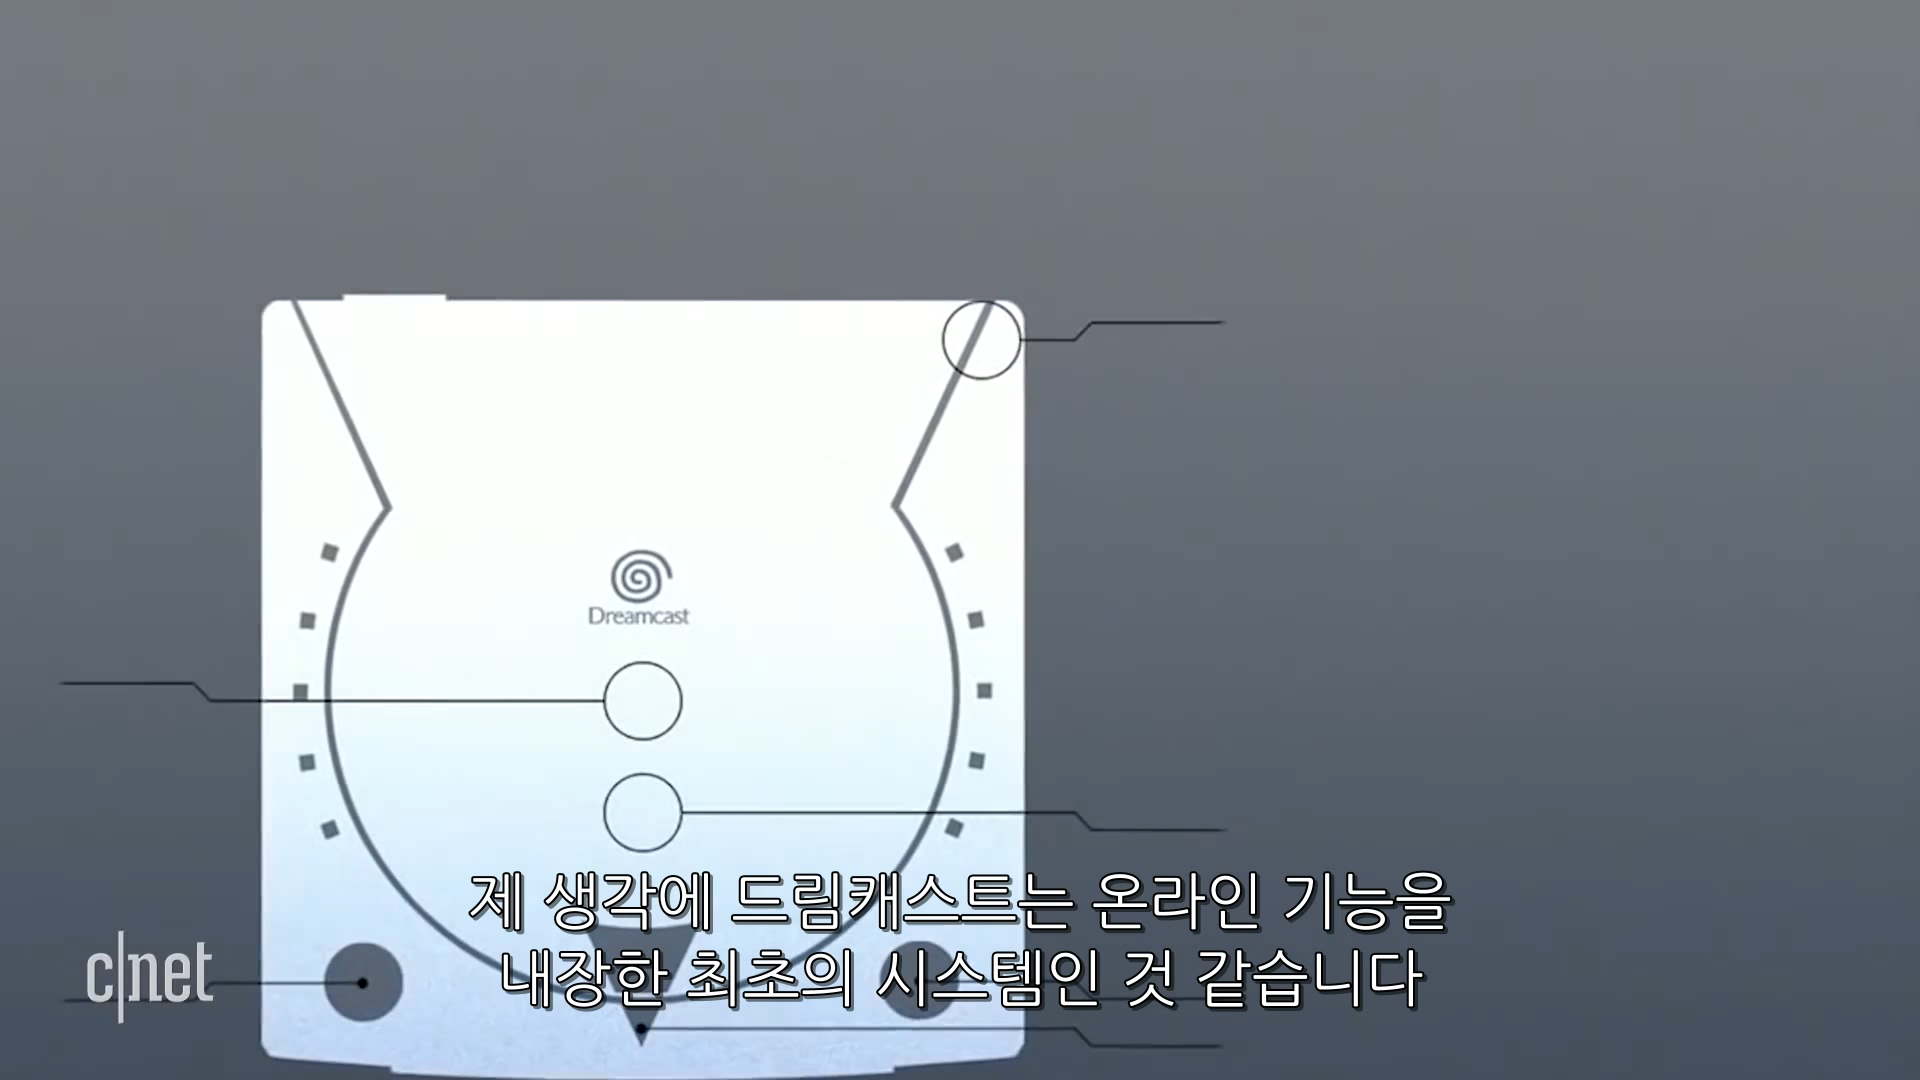 Dreamcast
제 생각에 드림캐스트는 온라인 기능을
내장한 최초의 시스템인 것 같습니다
c|net